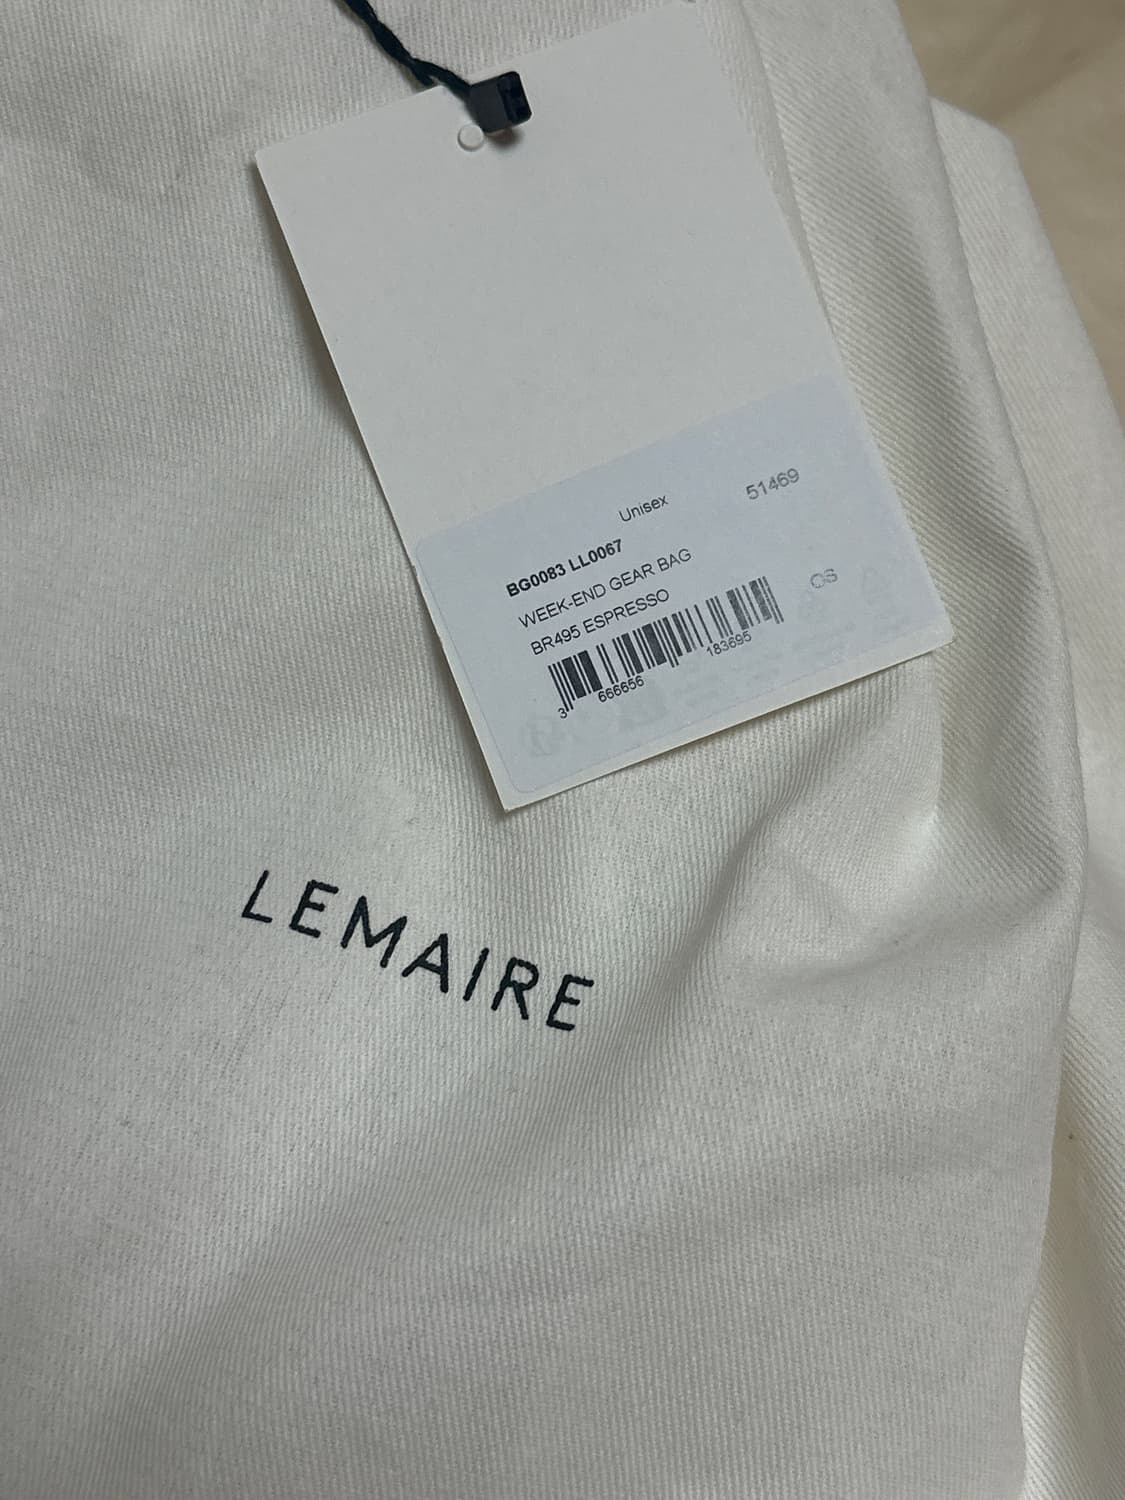 Unisex 51469
BG0083 LL0067
WEEK-END GEAR BAG
BR495 ESPRESSO
OS
3 666656 183695
LEMAIRE